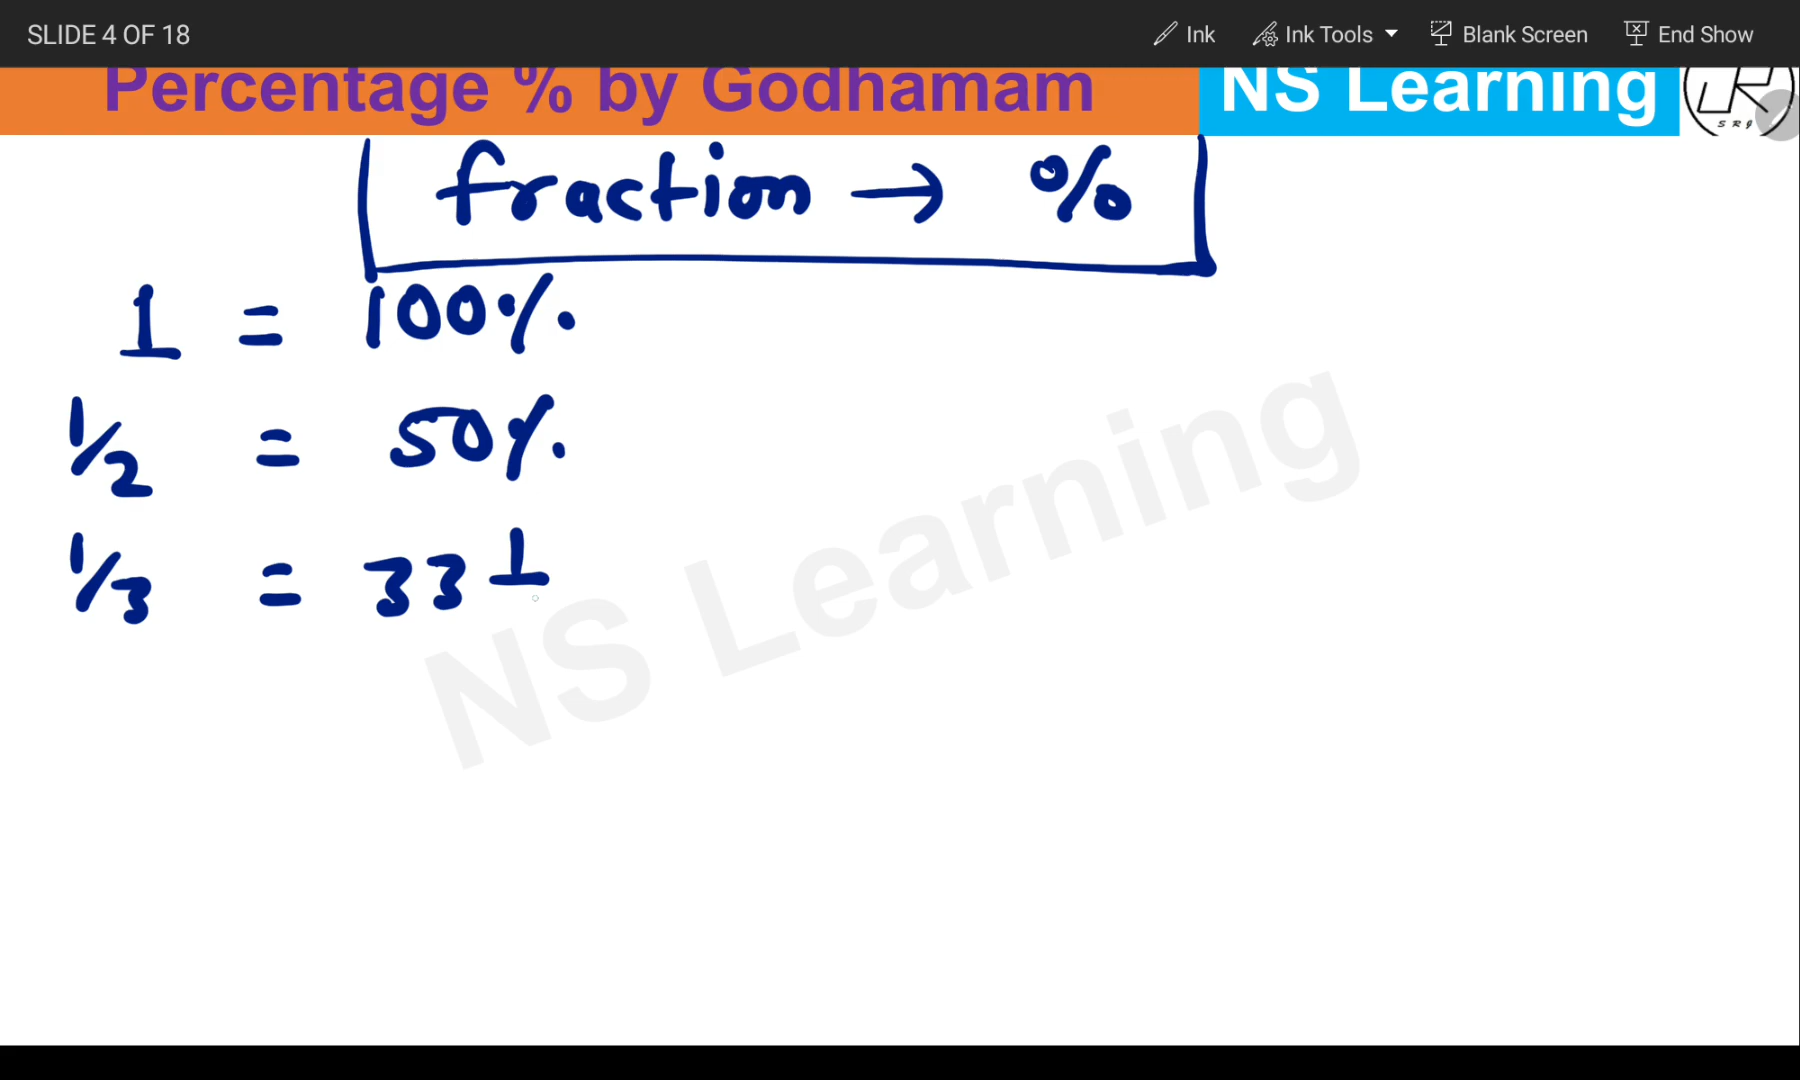 SLIDE 4 OF 18 Ink Ink Tools Blank Screen End Show
Percentage % by Godhamam NS Learning
SRJ
fraction → %
1 = 100%
1/2 = 50%
1/3 = 33 1
NS Learning